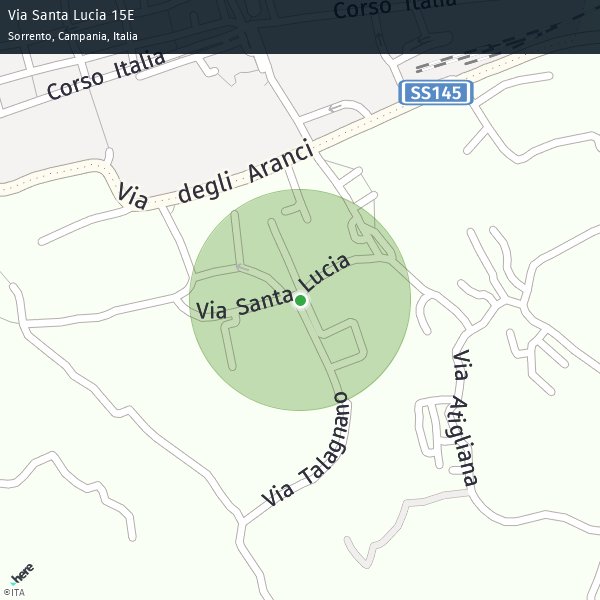 Via Santa Lucia 15E
Sorrento, Campania, Italia
Corso Italia
Corso Italia
SS145
Via degli Aranci
Via Santa Lucia
Via Atigliana
Via Talagnano
here
©ITA